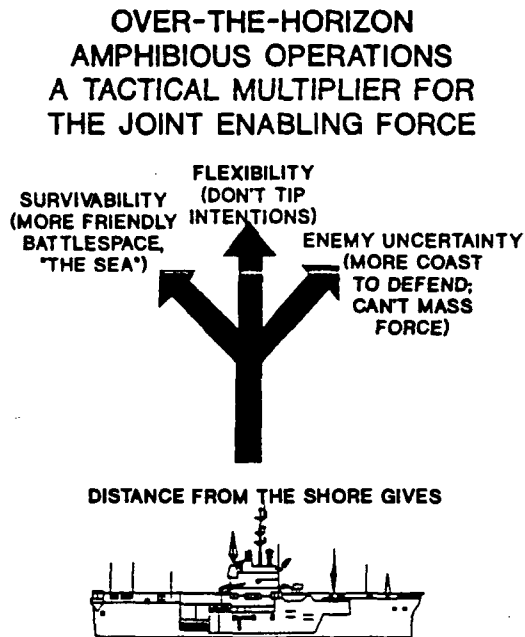 OVER-THE-HORIZON
AMPHIBIOUS OPERATIONS
A TACTICAL MULTIPLIER FOR
THE JOINT ENABLING FORCE
FLEXIBILITY
(DON'T TIP
INTENTIONS)
SURVIVABILITY
(MORE FRIENDLY
BATTLESPACE,
"THE SEA")
ENEMY UNCERTAINTY
(MORE COAST
TO DEFEND;
CAN'T MASS
FORCE)
DISTANCE FROM THE SHORE GIVES